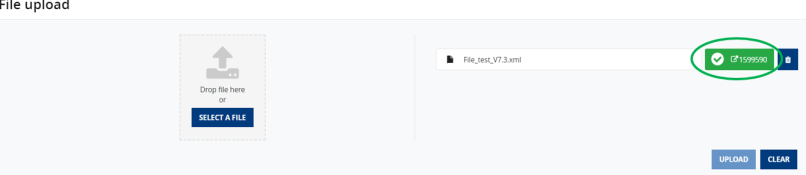 File upload
File_test_V7.3.xml
1599590
Drop file here
or
SELECT A FILE
UPLOAD CLEAR